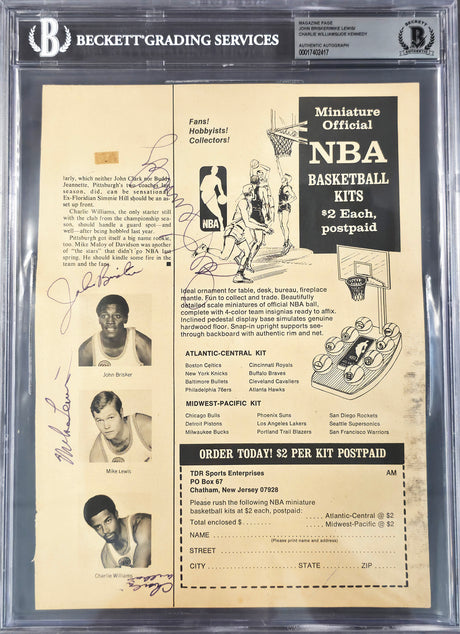 BECKETT GRADING SERVICES
MAGAZINE PAGE
JOHN BRISKER/MIKE LEWIS/
CHARLIE WILLIAMS/JOE KENNEDY
AUTHENTIC AUTOGRAPH
00017402417
BECKETT
AUTHENTIC
larly, which neither John Clark nor Buddy
Jeannette, Pittsburgh's two coaches last
season, did, can be sensational.
Ex-Floridian Simmie Hill should be an upset up front.
Charlie Williams, the only starter still
with the club from the championship season, should handle a guard spot—and
well—after being hobbled last year.
Pittsburgh got itself a big name rookie,
too. Mike Maloy of Davidson was another
of "the stars" that didn't go NBA last
spring. He should kindle some fire in
the team and the fans.
John Brisker
John Brisker
Mike Lewis
Mike Lewis
Charlie Williams
Charlie
Williams
Fans!
Hobbyists!
Collectors!
NBA
Miniature
Official
NBA
BASKETBALL
KITS
$2 Each,
postpaid
Ideal ornament for table, desk, bureau, fireplace
mantle. Fun to collect and trade. Beautifully
detailed scale miniatures of official NBA ball,
complete with 4-color team insignias ready to affix.
Inclined pedestal display base simulates genuine
hardwood floor. Snap-in upright supports see-
through backboard with authentic rim and net.
ATLANTIC-CENTRAL KIT
Boston Celtics Cincinnati Royals
New York Knicks Buffalo Braves
Baltimore Bullets Cleveland Cavaliers
Philadelphia 76ers Atlanta Hawks
MIDWEST-PACIFIC KIT
Chicago Bulls Phoenix Suns San Diego Rockets
Detroit Pistons Los Angeles Lakers Seattle Supersonics
Milwaukee Bucks Portland Trail Blazers San Francisco Warriors
ORDER TODAY! $2 PER KIT POSTPAID
TDR Sports Enterprises AM
PO Box 67
Chatham, New Jersey 07928
Please rush the following NBA miniature
basketball kits at $2 each, postpaid:
Atlantic-Central @ $2
Total enclosed $ Midwest-Pacific @ $2
NAME
(Please print-name and address)
STREET
CITY STATE ZIP